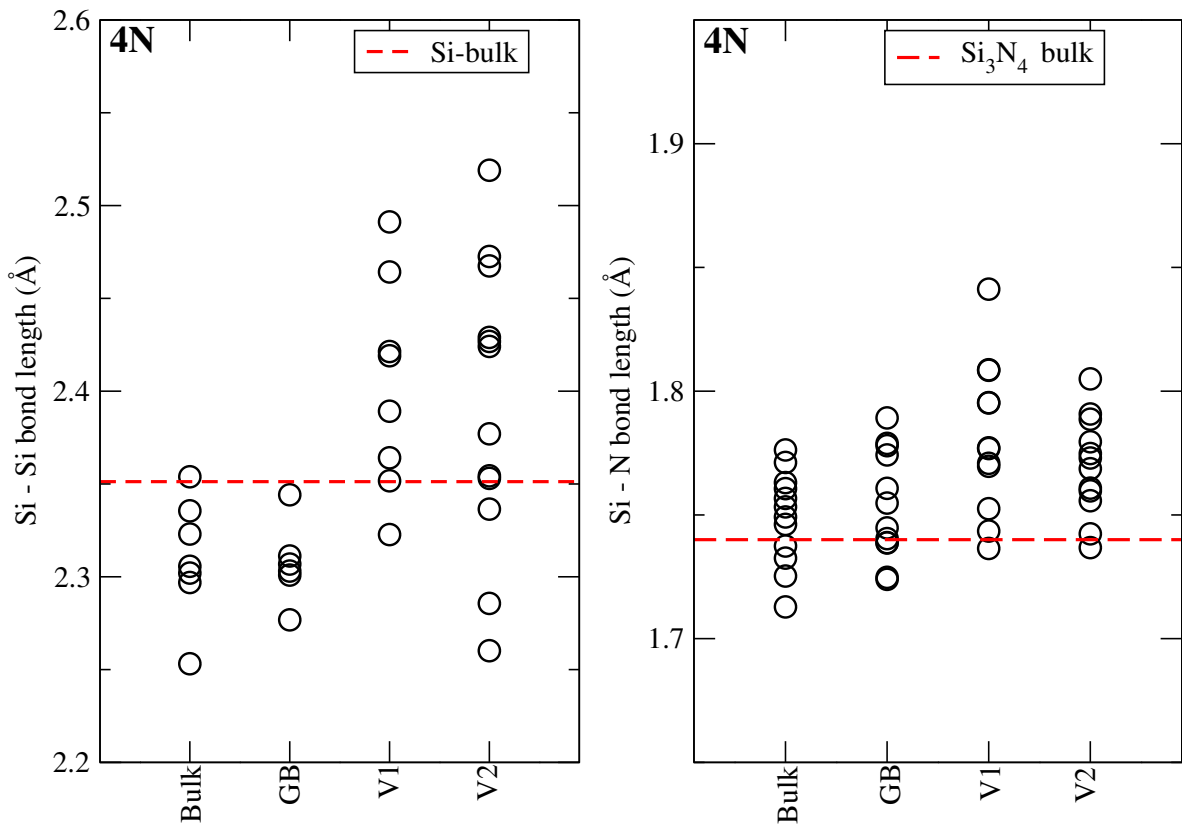 4N
Si-bulk
2.6
2.5
2.4
2.3
2.2
Si - Si bond length (Å)
Bulk
GB
V1
V2
4N
Si3N4 bulk
1.9
1.8
1.7
Si - N bond length (Å)
Bulk
GB
V1
V2